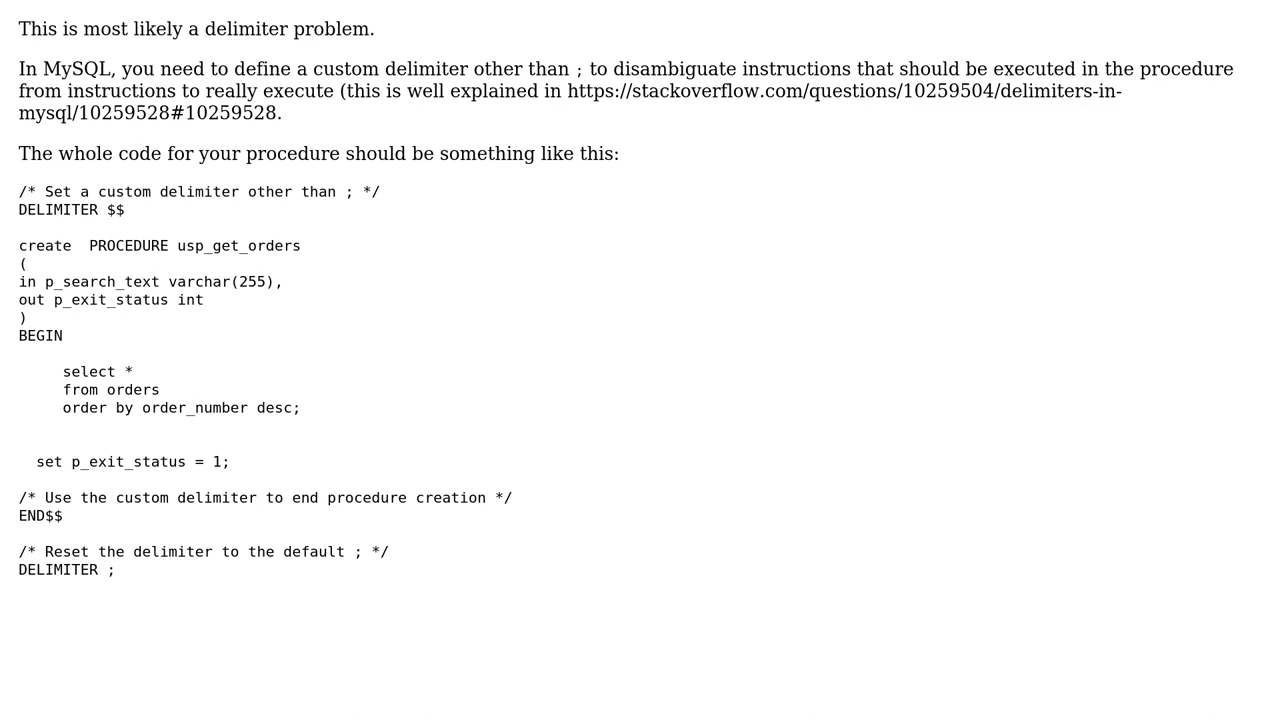 This is most likely a delimiter problem.
In MySQL, you need to define a custom delimiter other than ; to disambiguate instructions that should be executed in the procedure
from instructions to really execute (this is well explained in https://stackoverflow.com/questions/10259504/delimiters-in-
mysql/10259528#10259528.
The whole code for your procedure should be something like this:
/* Set a custom delimiter other than ; */
DELIMITER $$
create  PROCEDURE usp_get_orders
(
in p_search_text varchar(255),
out p_exit_status int
)
BEGIN
     select *
     from orders
     order by order_number desc;
  set p_exit_status = 1;
/* Use the custom delimiter to end procedure creation */
END$$
/* Reset the delimiter to the default ; */
DELIMITER ;